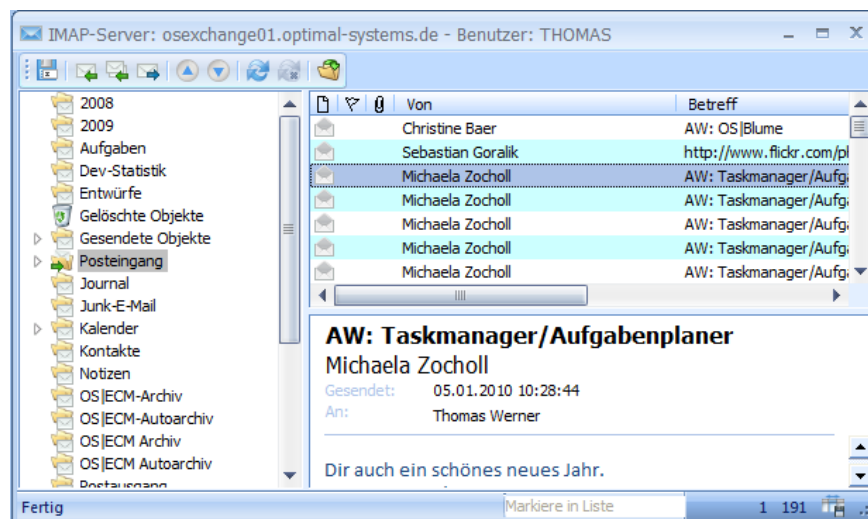 IMAP-Server: osexchange01.optimal-systems.de - Benutzer: THOMAS
2008
2009
Aufgaben
Dev-Statistik
Entwürfe
Gelöschte Objekte
Gesendete Objekte
Posteingang
Journal
Junk-E-Mail
Kalender
Kontakte
Notizen
OS|ECM-Archiv
OS|ECM-Autoarchiv
OS|ECM Archiv
OS|ECM Autoarchiv
Postausgang
Von Betreff
Christine Baer AW: OS|Blume
Sebastian Goralik http://www.flickr.com/pl
Michaela Zocholl AW: Taskmanager/Aufga
Michaela Zocholl AW: Taskmanager/Aufga
Michaela Zocholl AW: Taskmanager/Aufga
Michaela Zocholl AW: Taskmanager/Aufga
Michaela Zocholl AW: Taskmanager/Aufga
AW: Taskmanager/Aufgabenplaner
Michaela Zocholl
Gesendet: 05.01.2010 10:28:44
An: Thomas Werner
Dir auch ein schönes neues Jahr.
Fertig Markiere in Liste 1 191